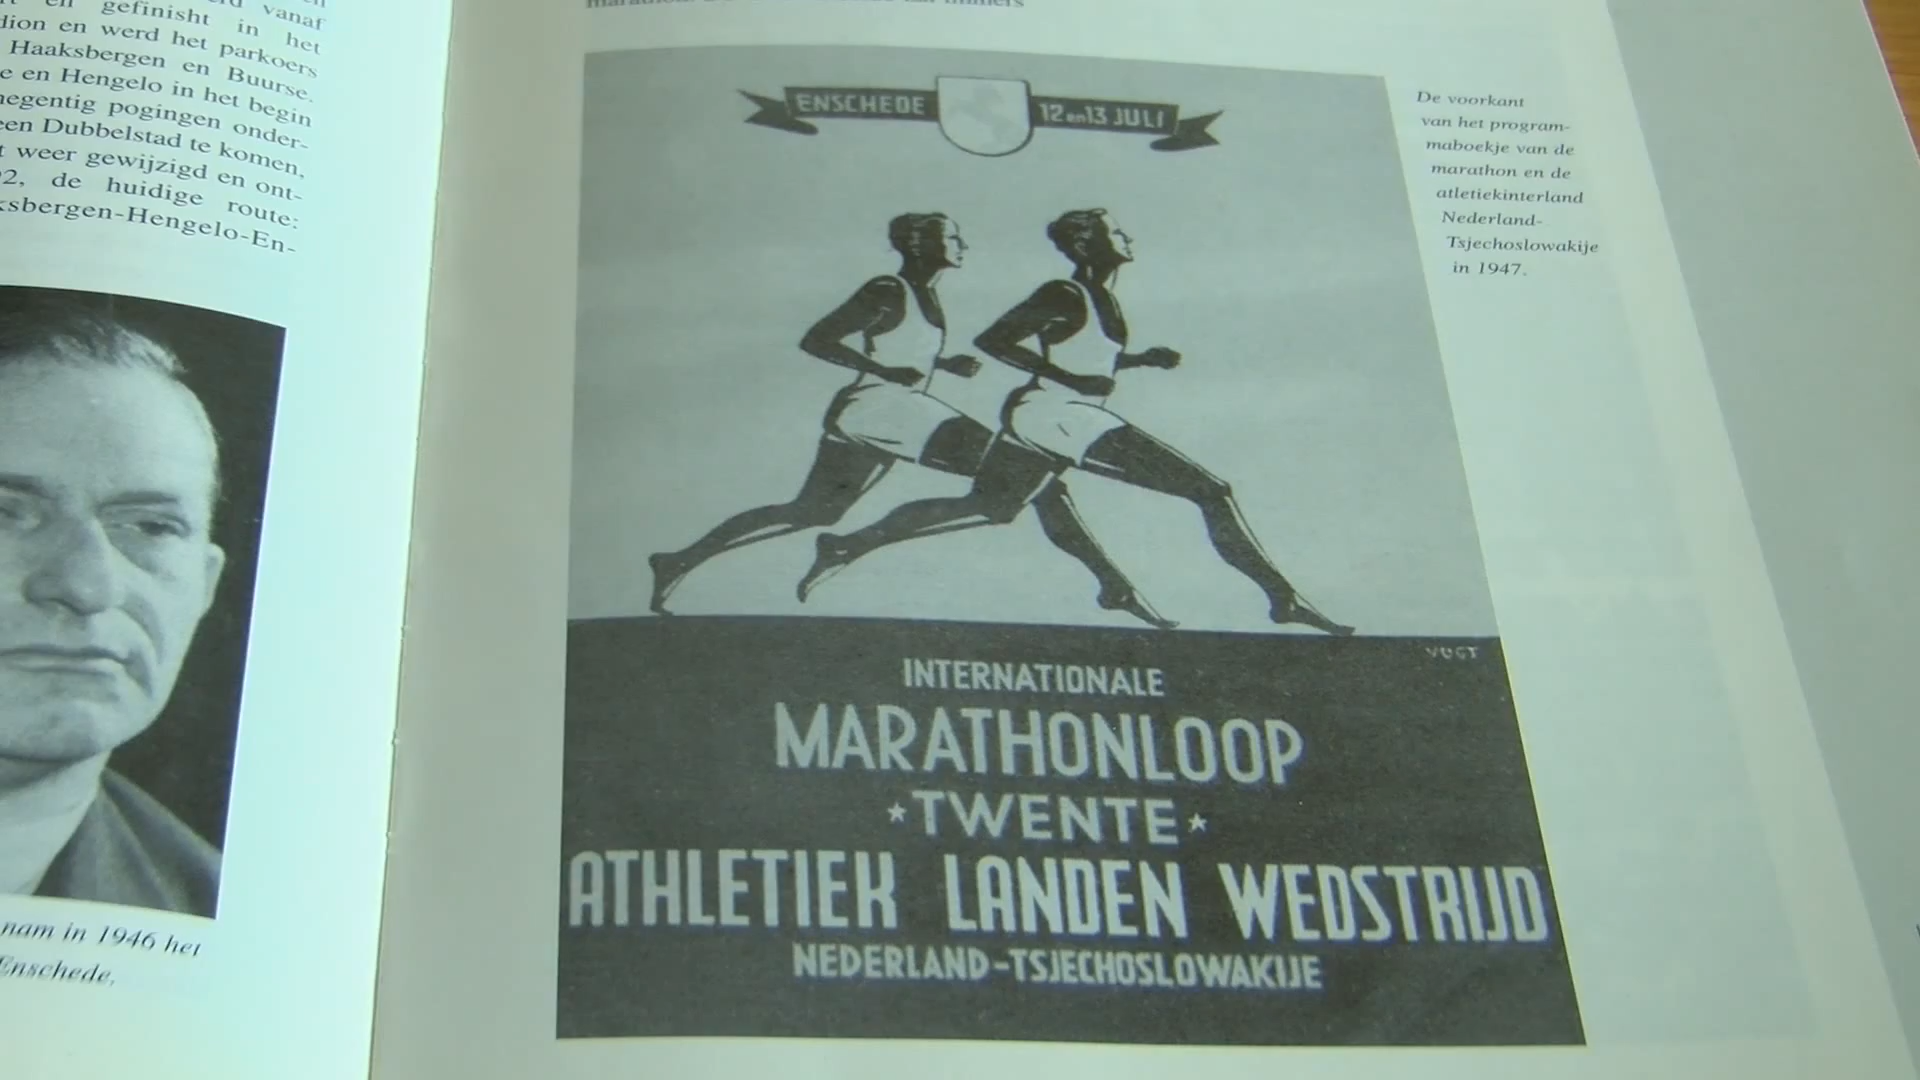 vanaf
gefinisht in het
en werd het parkoers
Haaksbergen en Buurse.
en Hengelo in het begin
negentig pogingen onder-
een Dubbelstad te komen,
weer gewijzigd en ont-
de huidige route:
Hengelo-En-
nam in 1946 het
Enschede,
ENSCHEDE 12 en 13 JULI
VOGT
INTERNATIONALE
MARATHONLOOP
*TWENTE*
ATHLETIEK LANDEN WEDSTRIJD
NEDERLAND-TSJECHOSLOWAKIJE
De voorkant
van het program-
maboekje van de
marathon en de
atletiekinterland
Nederland-
Tsjechoslowakije
in 1947.